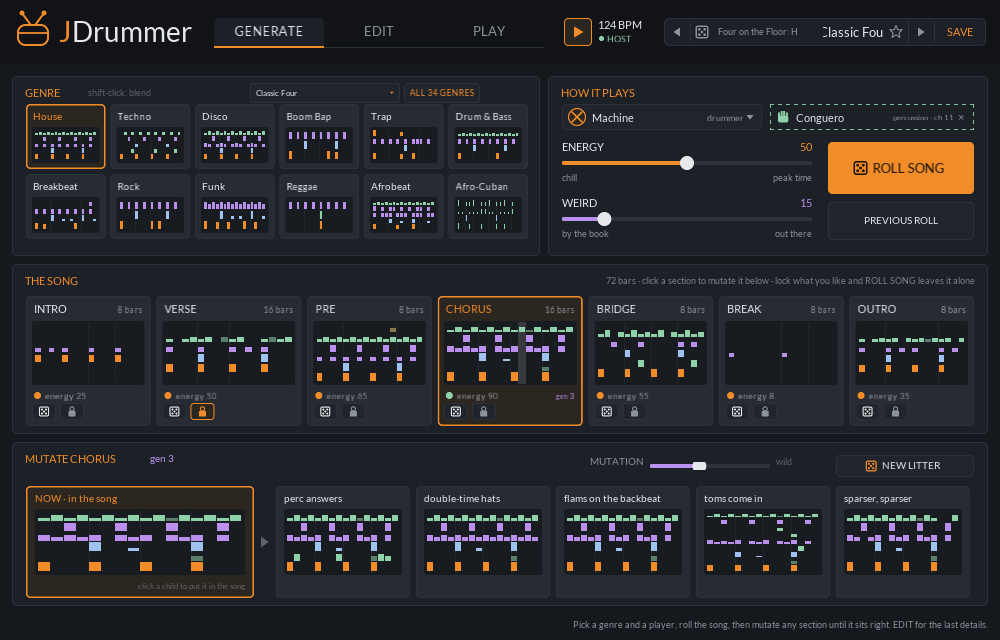 JDrummer
GENERATE
EDIT
PLAY
124 BPM
HOST
Four on the Floor: H
Classic Fou
SAVE
GENRE
shift-click: blend
Classic Four
ALL 34 GENRES
House
Techno
Disco
Boom Bap
Trap
Drum & Bass
Breakbeat
Rock
Funk
Reggae
Afrobeat
Afro-Cuban
HOW IT PLAYS
Machine
drummer
Conguero
percussion · ch 11 ×
ENERGY
50
chill
peak time
WEIRD
15
by the book
out there
ROLL SONG
PREVIOUS ROLL
THE SONG
72 bars · click a section to mutate it below · lock what you like and ROLL SONG leaves it alone
INTRO
8 bars
energy 25
VERSE
16 bars
energy 50
PRE
8 bars
energy 65
CHORUS
16 bars
energy 90
gen 3
BRIDGE
8 bars
energy 55
BREAK
8 bars
energy 8
OUTRO
8 bars
energy 35
MUTATE CHORUS
gen 3
MUTATION
wild
NEW LITTER
NOW · in the song
click a child to put it in the song
perc answers
double-time hats
flams on the backbeat
toms come in
sparser, sparser
Pick a genre and a player, roll the song, then mutate any section until it sits right. EDIT for the last details.